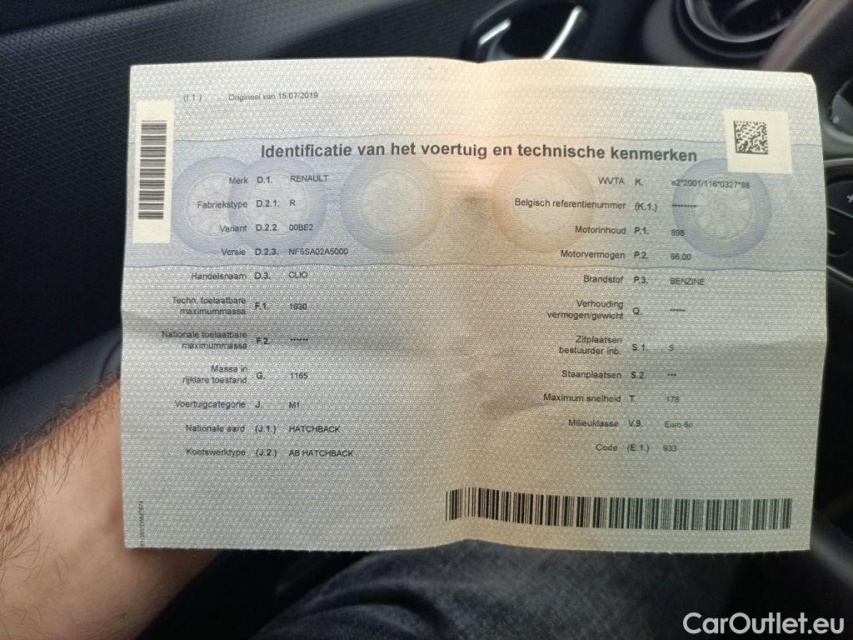 (I.1.) Origineel van 15/07/2019
Identificatie van het voertuig en technische kenmerken
Merk D.1. RENAULT
Fabriekstype D.2.1. R
Variant D.2.2. 00BE2
Versie D.2.3. NF5SA02A5000
Handelsnaam D.3. CLIO
Techn. toelaatbare
maximummassa F.1. 1630
Nationale toelaatbare
maximummassa F.2. ******
Massa in
rijklare toestand G. 1165
Voertuigcategorie J. M1
Nationale aard (J.1.) HATCHBACK
Koetswerktype (J.2.) AB HATCHBACK
WVTA K. e2*2001/116*0327*88
Belgisch referentienummer (K.1.) --------
Motorinhoud P.1. 898
Motorvermogen P.2. 66,00
Brandstof P.3. BENZINE
Verhouding
vermogen/gewicht Q. -----
Zitplaatsen
bestuurder inb. S.1. 5
Staanplaatsen S.2 ---
Maximum snelheid T. 178
Milieuklasse V.9. Euro 6c
Code (E.1.) 933
CarOutlet.eu